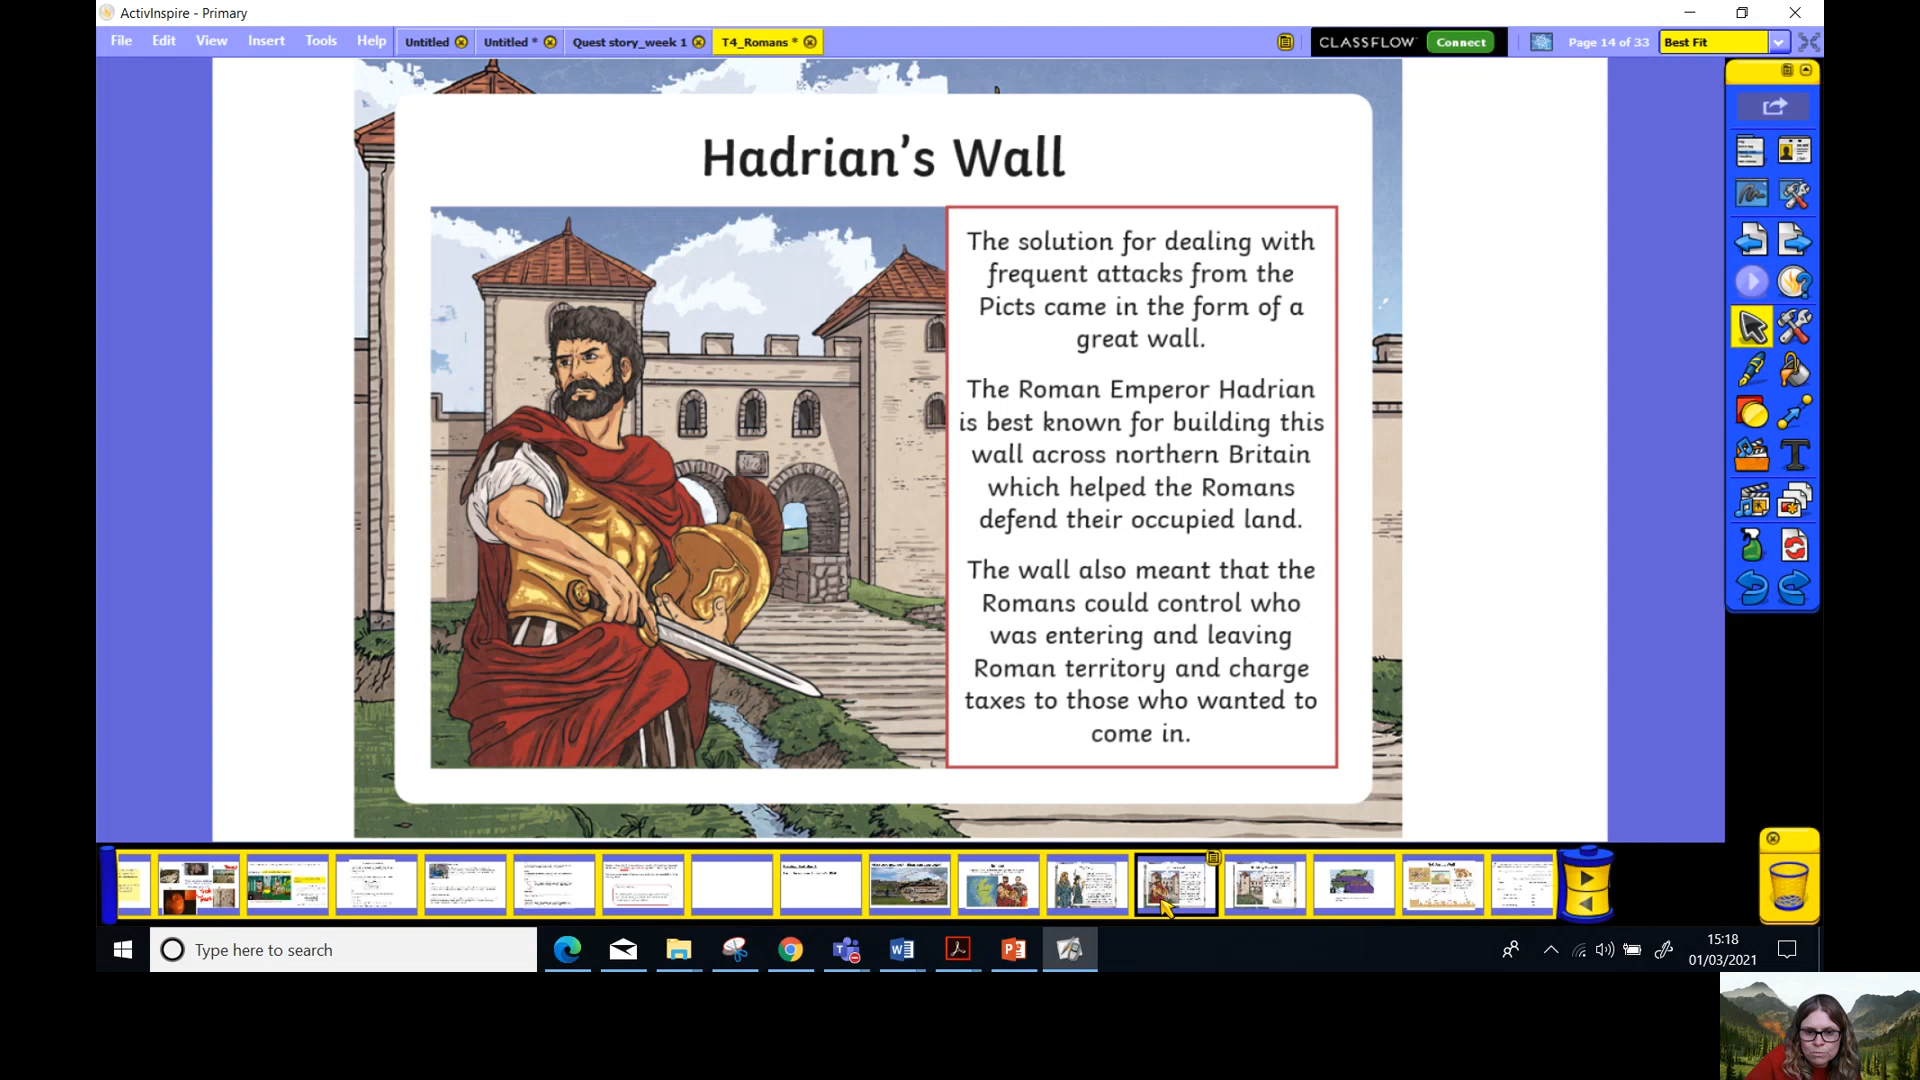 ActivInspire - Primary
File Edit View Insert Tools Help
Untitled
Untitled *
Quest story_week 1
T4_Romans *
CLASSFLOW Connect
Page 14 of 33
Best Fit
Hadrian's Wall
The solution for dealing with
frequent attacks from the
Picts came in the form of a
great wall.
The Roman Emperor Hadrian
is best known for building this
wall across northern Britain
which helped the Romans
defend their occupied land.
The wall also meant that the
Romans could control who
was entering and leaving
Roman territory and charge
taxes to those who wanted to
come in.
Type here to search
15:18
01/03/2021